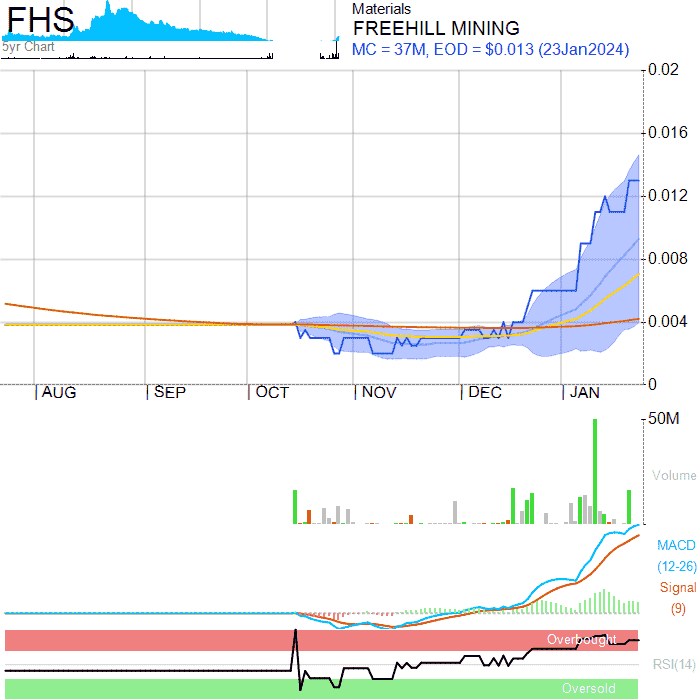 FHS
5yr Chart
Materials
FREEHILL MINING
MC = 37M, EOD = $0.013 (23Jan2024)
0.02
0.016
0.012
0.008
0.004
0
AUG SEP OCT NOV DEC JAN
50M
Volume
MACD
(12-26)
Signal
(9)
Overbought
RSI(14)
Oversold